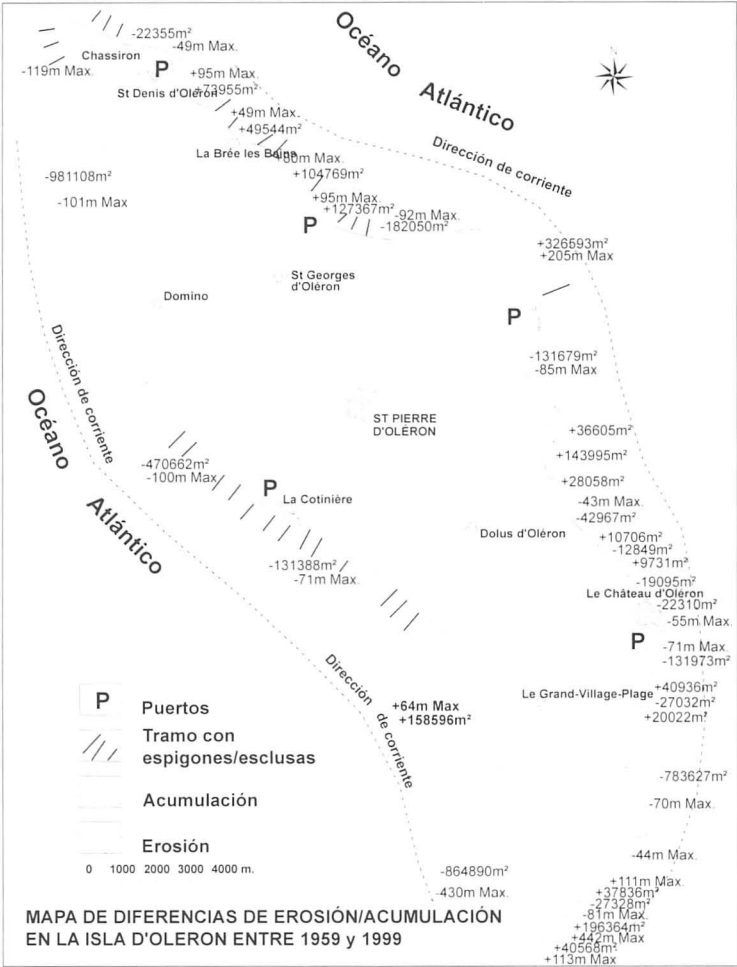 -22355m²
-49m Max.
Chassiron
-119m Max.
P
+95m Max.
+73955m²
St Denis d'Oléron
+49m Max.
+49544m²
La Brée les Bains
+80m Max.
+104769m²
+95m Max.
+127367m²
-92m Max.
-182050m²
P
Océano
Atlántico
N
Dirección de corriente
-981108m²
-101m Max
+326593m²
+205m Max
St Georges
d'Oléron
Domino
P
-131679m²
-85m Max
Dirección de corriente
Océano
Atlántico
ST PIERRE
D'OLÉRON
+36605m²
+143995m²
+28058m²
-43m Max.
-42967m²
-470662m²
-100m Max.
P
La Cotinière
Dolus d'Oléron
+10706m²
-12849m²
+9731m²
-19095m²
Le Château d'Oléron
-22310m²
-55m Max.
-131388m²
-71m Max.
P
-71m Max.
-131973m²
Dirección de corriente
+64m Max
+158596m²
Le Grand-Village-Plage
+40936m²
-27032m²
+20022m²
-783627m²
-70m Max.
-44m Max.
-864890m²
-430m Max.
+111m Max.
+37836m²
-27328m²
-81m Max.
+196364m²
+442m Max
+40568m²
+113m Max
P Puertos
Tramo con
espigones/esclusas
Acumulación
Erosión
0 1000 2000 3000 4000 m.
MAPA DE DIFERENCIAS DE EROSIÓN/ACUMULACIÓN
EN LA ISLA D'OLERON ENTRE 1959 y 1999